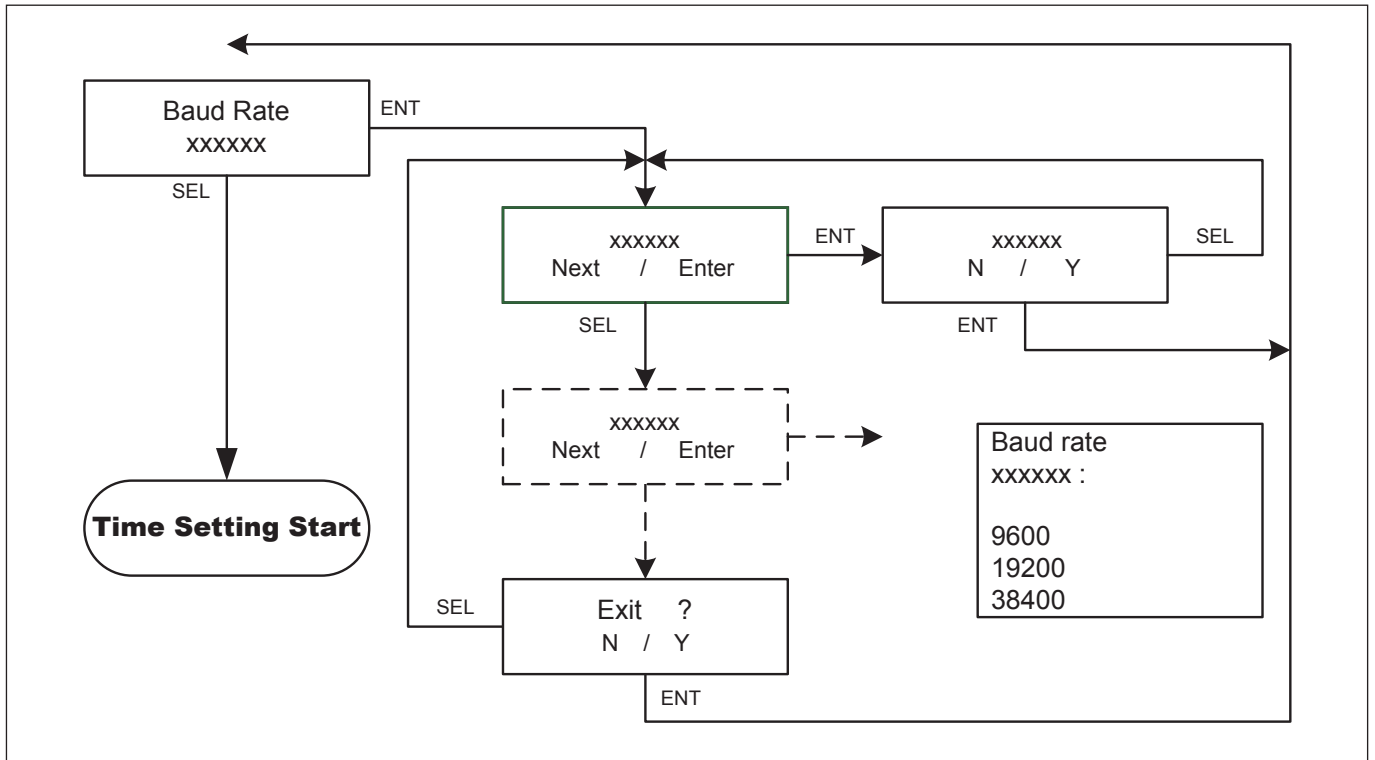 Baud Rate
xxxxxx
ENT
SEL
xxxxxx
Next / Enter
ENT
xxxxxx
N / Y
SEL
SEL
ENT
xxxxxx
Next / Enter
Baud rate
xxxxxx :
9600
19200
38400
Time Setting Start
SEL
Exit ?
N / Y
ENT